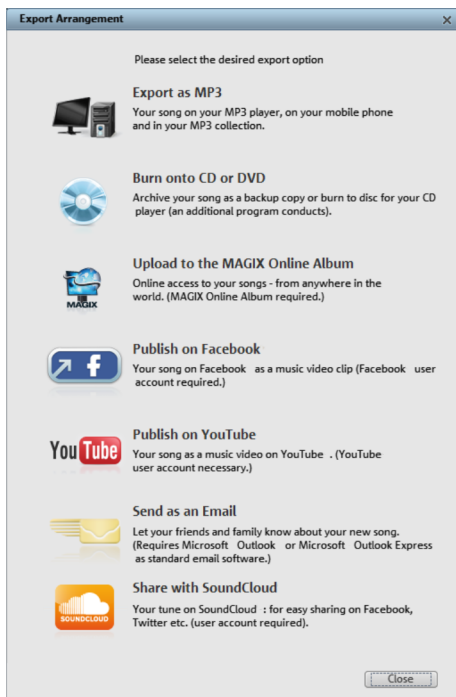 Export Arrangement
Please select the desired export option
Export as MP3
Your song on your MP3 player, on your mobile phone
and in your MP3 collection.
Burn onto CD or DVD
Archive your song as a backup copy or burn to disc for your CD
player (an additional program conducts).
Upload to the MAGIX Online Album
Online access to your songs - from anywhere in the
world. (MAGIX Online Album required.)
MAGIX
Publish on Facebook
Your song on Facebook as a music video clip (Facebook user
account required.)
f
Publish on YouTube
You Tube
Your song as a music video on YouTube . (YouTube
user account necessary.)
Send as an Email
Let your friends and family know about your new song.
(Requires Microsoft Outlook or Microsoft Outlook Express
as standard email software.)
Share with SoundCloud
Your tune on SoundCloud : for easy sharing on Facebook,
Twitter etc. (user account required).
SOUNDCLOUD
Close